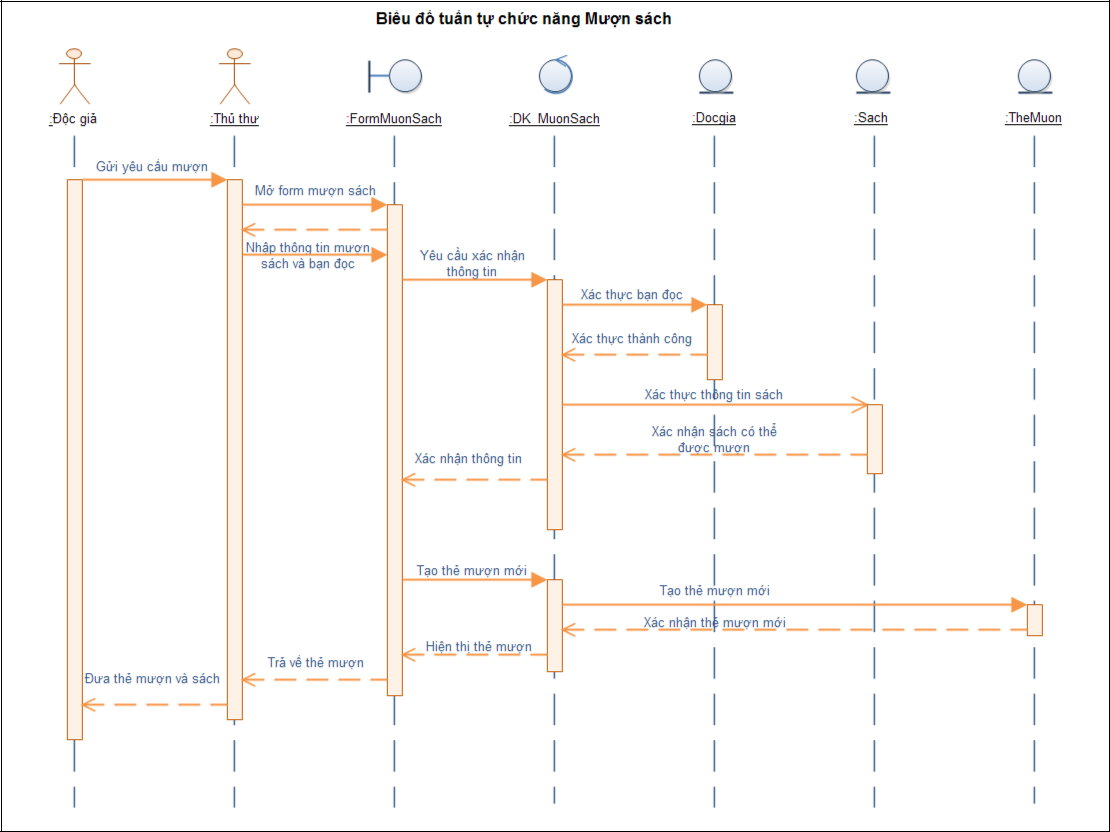 Biểu đồ tuần tự chức năng Mượn sách
:Độc giả
:Thủ thư
:FormMuonSach
:DK_MuonSach
:Docgia
:Sach
:TheMuon
Gửi yêu cầu mượn
Mở form mượn sách
Nhập thông tin mượn
sách và bạn đọc
Yêu cầu xác nhận
thông tin
Xác thực bạn đọc
Xác thực thành công
Xác thực thông tin sách
Xác nhận sách có thể
được mượn
Xác nhận thông tin
Tạo thẻ mượn mới
Tạo thẻ mượn mới
Xác nhận thẻ mượn mới
Hiện thị thẻ mượn
Trả về thẻ mượn
Đưa thẻ mượn và sách